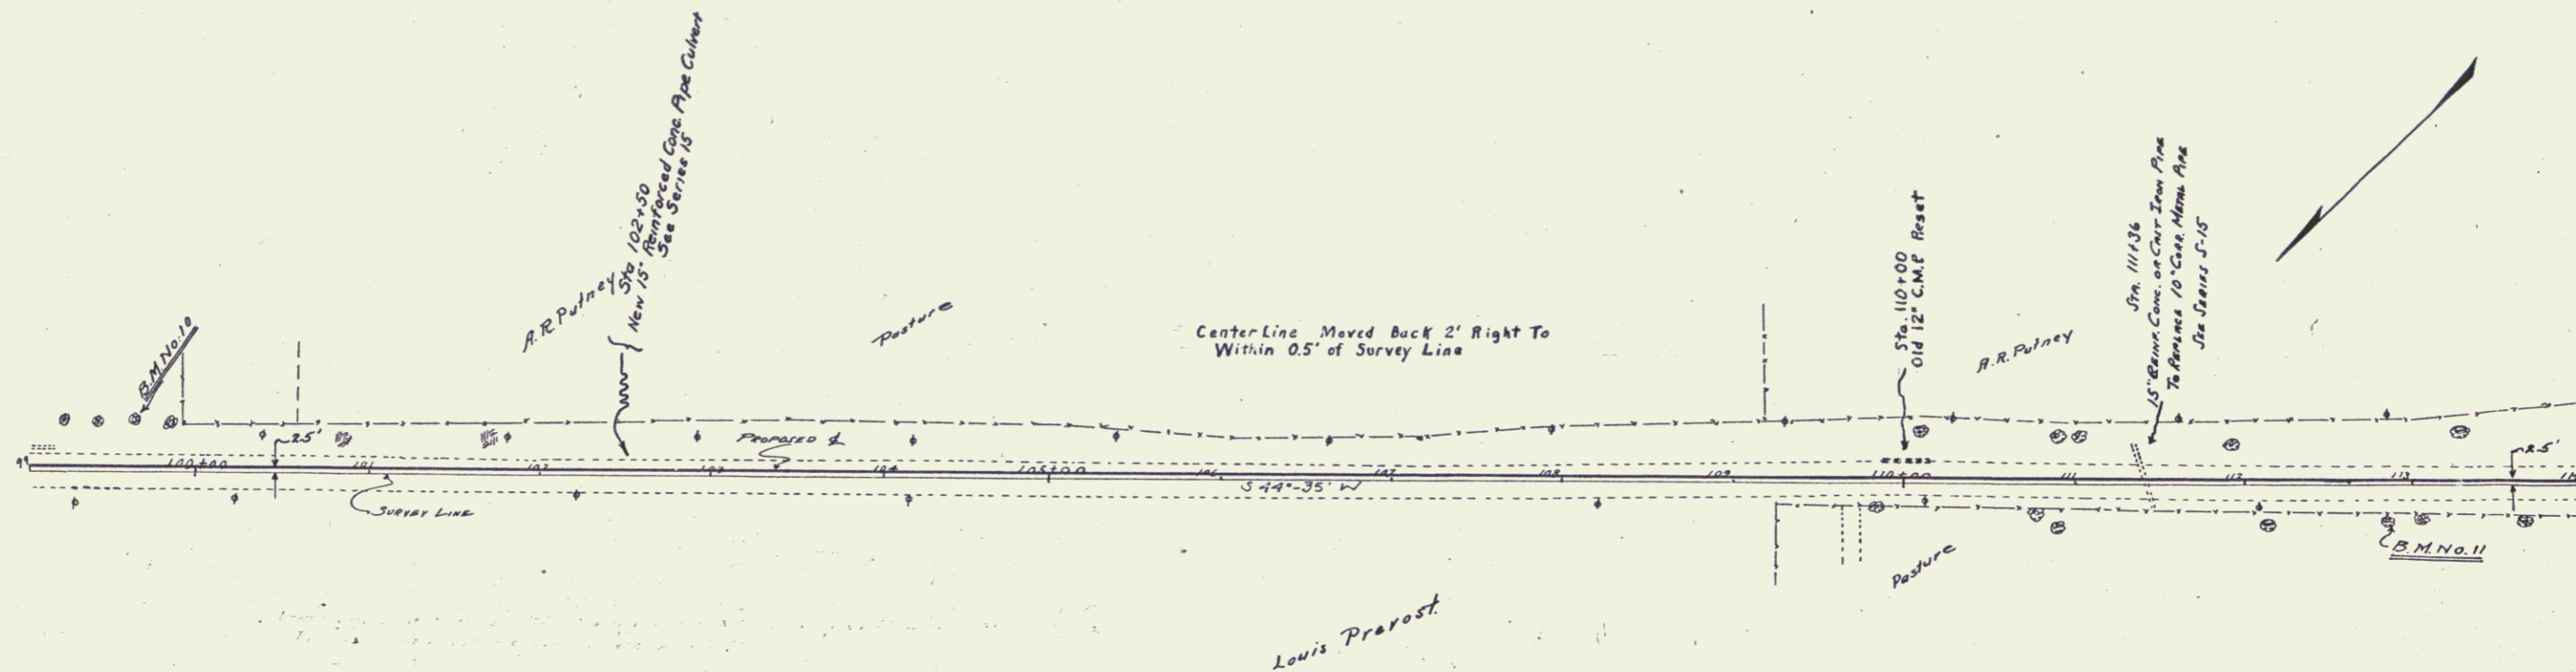 B.M. No. 10
A.R. Putney
Sta 102+50
New 15" Reinforced Conc. Pipe Culvert
See Series 15
Pasture
Center Line Moved Back 2' Right To
Within 0.5' of Survey Line
Sta. 110+00
Old 12" C.M.P. Reset
A.R. Putney
STA. 111+36
15" REINF. CONC. OR CAST IRON PIPE
TO REPLACE 10" CORR. METAL PIPE
SEE SERIES S-15
2.5'
PROPOSED ℄
2.5'
99 100+00 101 102 103 104 105+00 106 107 108 109 110+00 111 112 113
S 44°-35' W
SURVEY LINE
B.M. No. 11
Pasture
Louis Prevost.